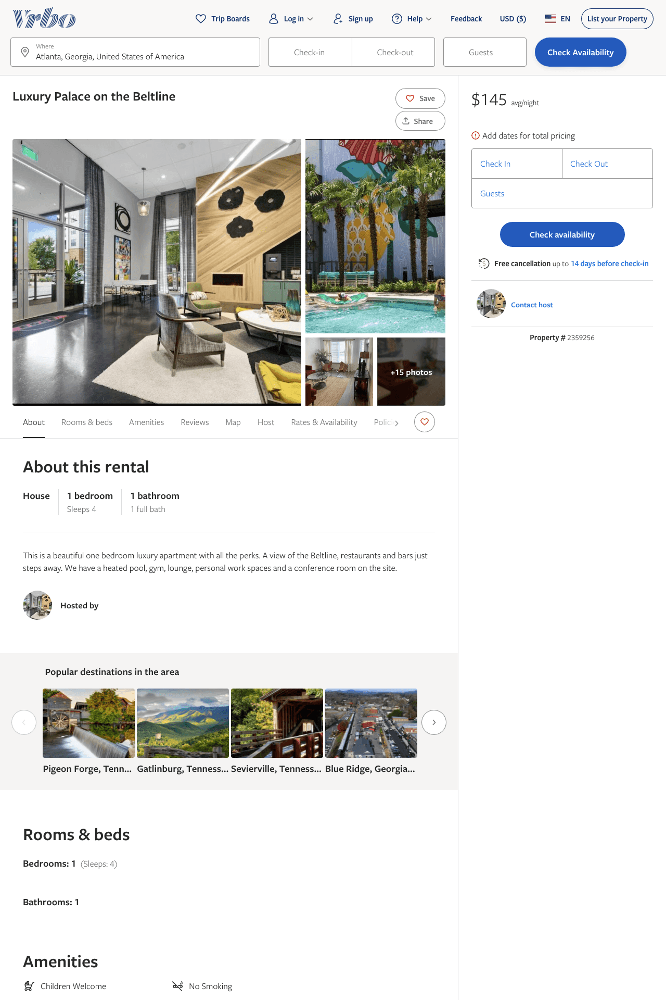 Vrbo
Trip Boards
Log in
Sign up
Help
Feedback
USD ($)
EN
List your Property
Where
Atlanta, Georgia, United States of America
Check-in
Check-out
Guests
Check Availability
Luxury Palace on the Beltline
Save
Share
+15 photos
$145 avg/night
Add dates for total pricing
Check In
Check Out
Guests
Check availability
Free cancellation up to 14 days before check-in
Contact host
Property # 2359256
About
Rooms & beds
Amenities
Reviews
Map
Host
Rates & Availability
Polici
About this rental
House
1 bedroom
Sleeps 4
1 bathroom
1 full bath
This is a beautiful one bedroom luxury apartment with all the perks. A view of the Beltline, restaurants and bars just
steps away. We have a heated pool, gym, lounge, personal work spaces and a conference room on the site.
Hosted by
Popular destinations in the area
Pigeon Forge, Tenn...
Gatlinburg, Tenness...
Sevierville, Tenness...
Blue Ridge, Georgia...
Rooms & beds
Bedrooms: 1 (Sleeps: 4)
Bathrooms: 1
Amenities
Children Welcome
No Smoking